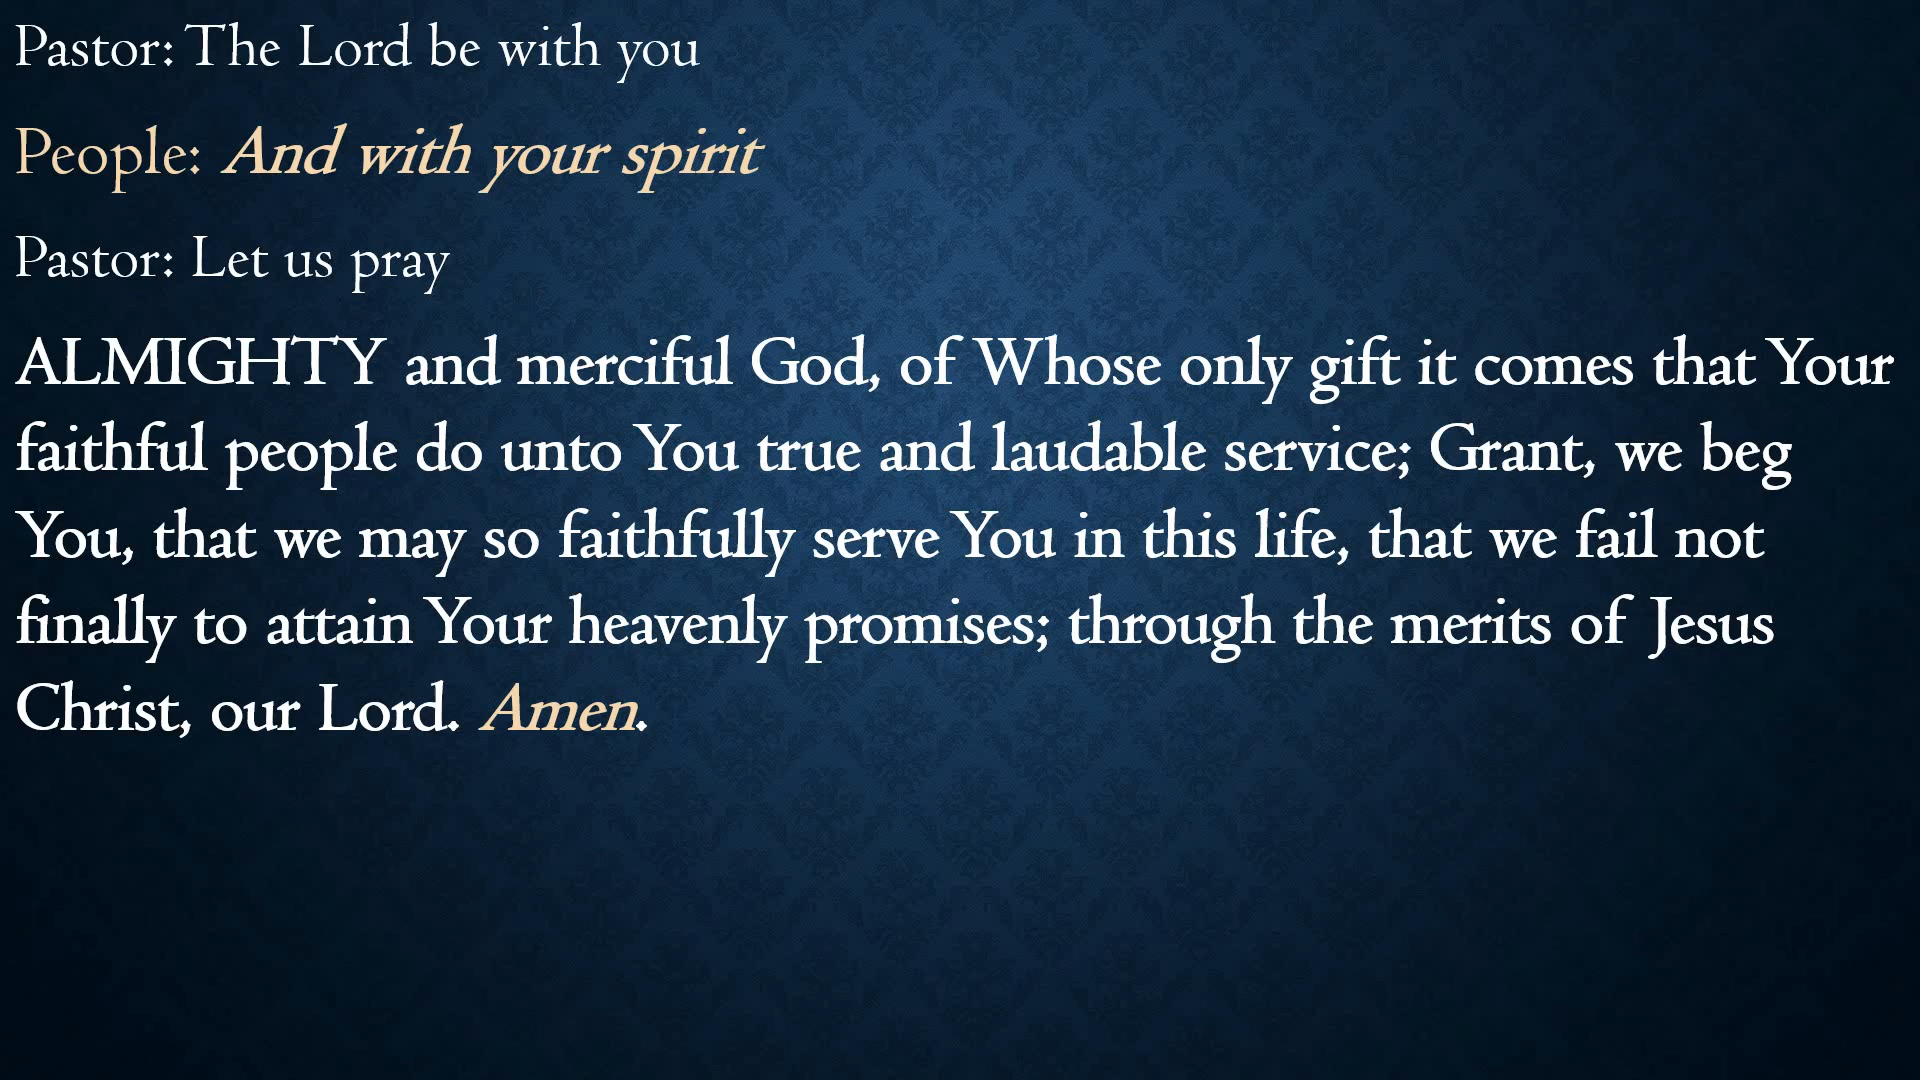 Pastor: The Lord be with you
People: And with your spirit
Pastor: Let us pray
ALMIGHTY and merciful God, of Whose only gift it comes that Your
faithful people do unto You true and laudable service; Grant, we beg
You, that we may so faithfully serve You in this life, that we fail not
finally to attain Your heavenly promises; through the merits of Jesus
Christ, our Lord. Amen.